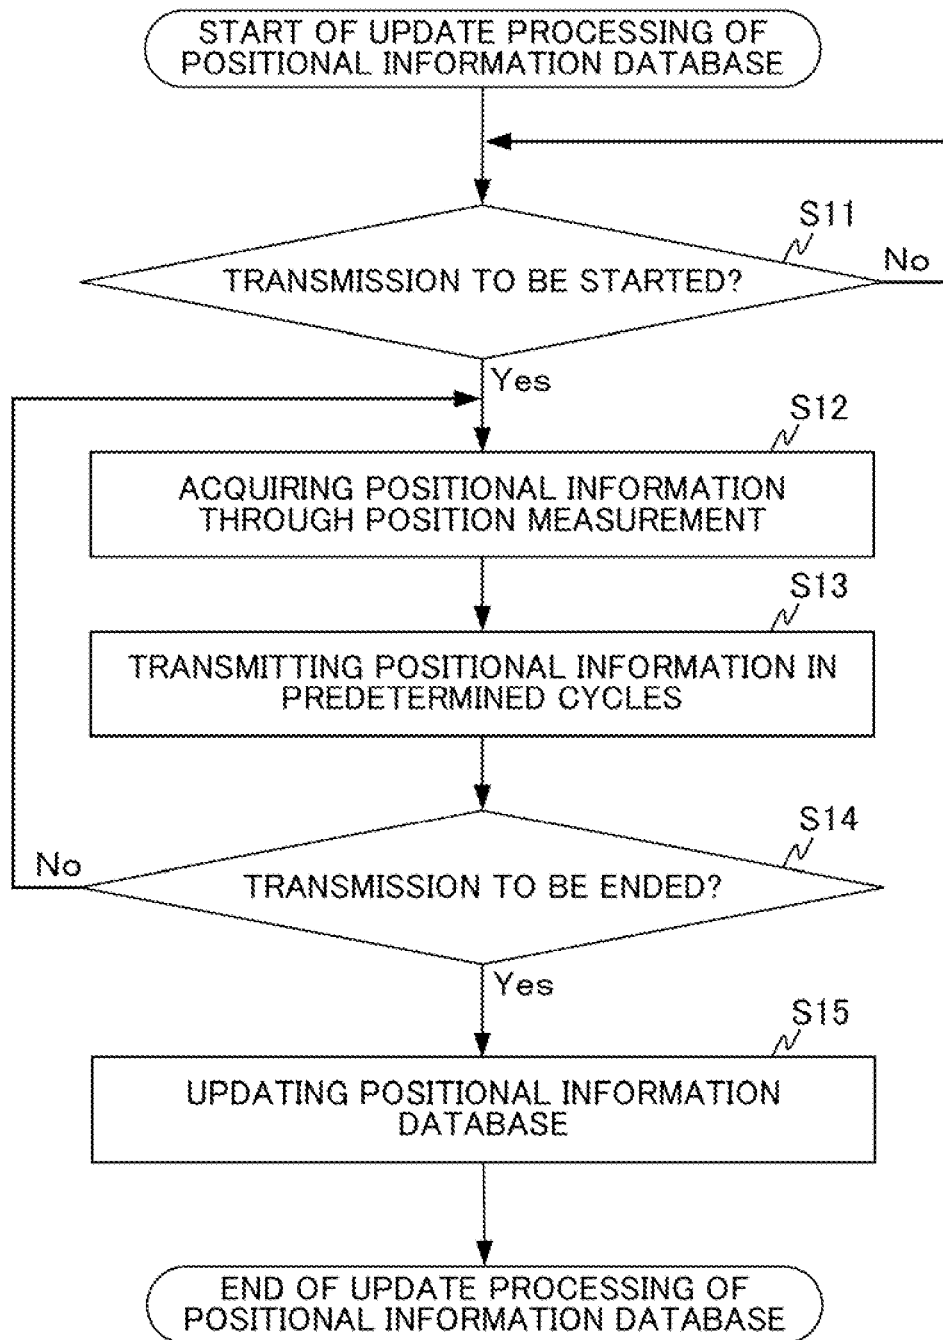 START OF UPDATE PROCESSING OF
POSITIONAL INFORMATION DATABASE
S11
TRANSMISSION TO BE STARTED?
No
Yes
S12
ACQUIRING POSITIONAL INFORMATION
THROUGH POSITION MEASUREMENT
S13
TRANSMITTING POSITIONAL INFORMATION IN
PREDETERMINED CYCLES
S14
No
TRANSMISSION TO BE ENDED?
Yes
S15
UPDATING POSITIONAL INFORMATION
DATABASE
END OF UPDATE PROCESSING OF
POSITIONAL INFORMATION DATABASE